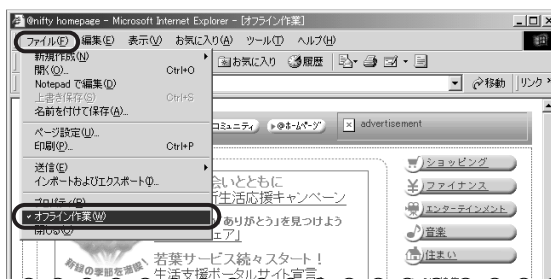 @nifty homepage - Microsoft Internet Explorer - [オフライン作業]
ファイル(F) 編集(E) 表示(V) お気に入り(A) ツール(T) ヘルプ(H)
新規作成(N)
開く(O)... Ctrl+O
Notepad で編集(D)
上書き保存(S) Ctrl+S
名前を付けて保存(A)...
ページ設定(U)...
印刷(P)... Ctrl+P
送信(E)
インポートおよびエクスポート(I)...
プロパティ(R)
オフライン作業(W)
閉じる(C)
お気に入り 履歴
移動 リンク
コミュニティ @ホームページ advertisement
会いとともに
生活応援キャンペーン
ありがとう」を見つけよう
ェア」
若葉サービス続々スタート！
生活支援ポータルサイト宣言
新緑の季節を満喫
ショッピング
ファイナンス
エンターテインメント
音楽
住まい